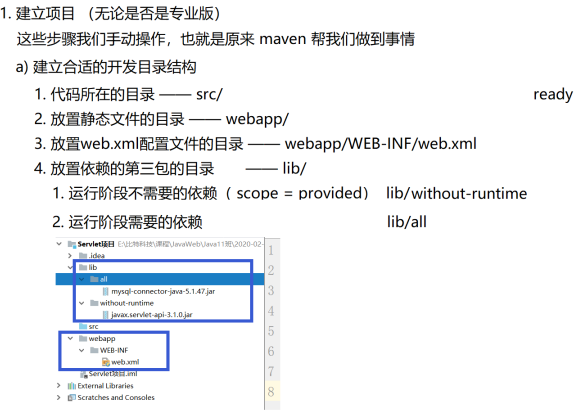 1. 建立项目 （无论是否是专业版）
这些步骤我们手动操作，也就是原来 maven 帮我们做到事情
a) 建立合适的开发目录结构
1. 代码所在的目录 —— src/ ready
2. 放置静态文件的目录 —— webapp/
3. 放置web.xml配置文件的目录 —— webapp/WEB-INF/web.xml
4. 放置依赖的第三包的目录 —— lib/
1. 运行阶段不需要的依赖（ scope = provided） lib/without-runtime
2. 运行阶段需要的依赖 lib/all
Servlet项目 E:\比特科技\课程\JavaWeb\Java11班\2020-02-
.idea
lib
all
mysql-connector-java-5.1.47.jar
without-runtime
javax.servlet-api-3.1.0.jar
src
webapp
WEB-INF
web.xml
Servlet项目.iml
External Libraries
Scratches and Consoles
1
2
3
4
5
6
7
8